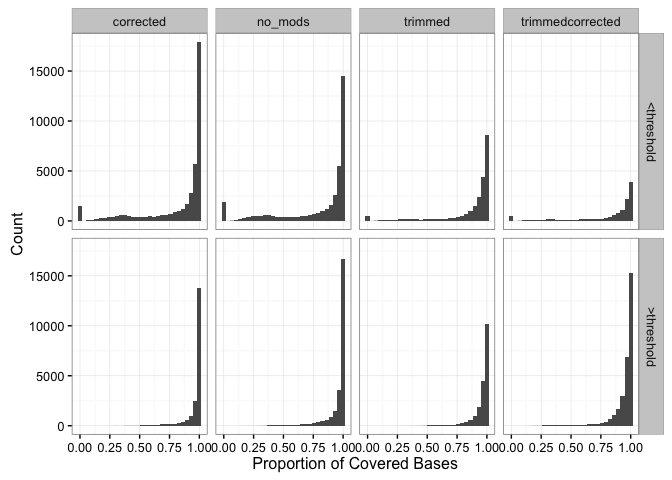 corrected no_mods trimmed trimmedcorrected
15000
10000
5000
0
<threshold
Count
15000
10000
5000
0
>threshold
0.00 0.25 0.50 0.75 1.00 0.00 0.25 0.50 0.75 1.00 0.00 0.25 0.50 0.75 1.00 0.00 0.25 0.50 0.75 1.00
Proportion of Covered Bases